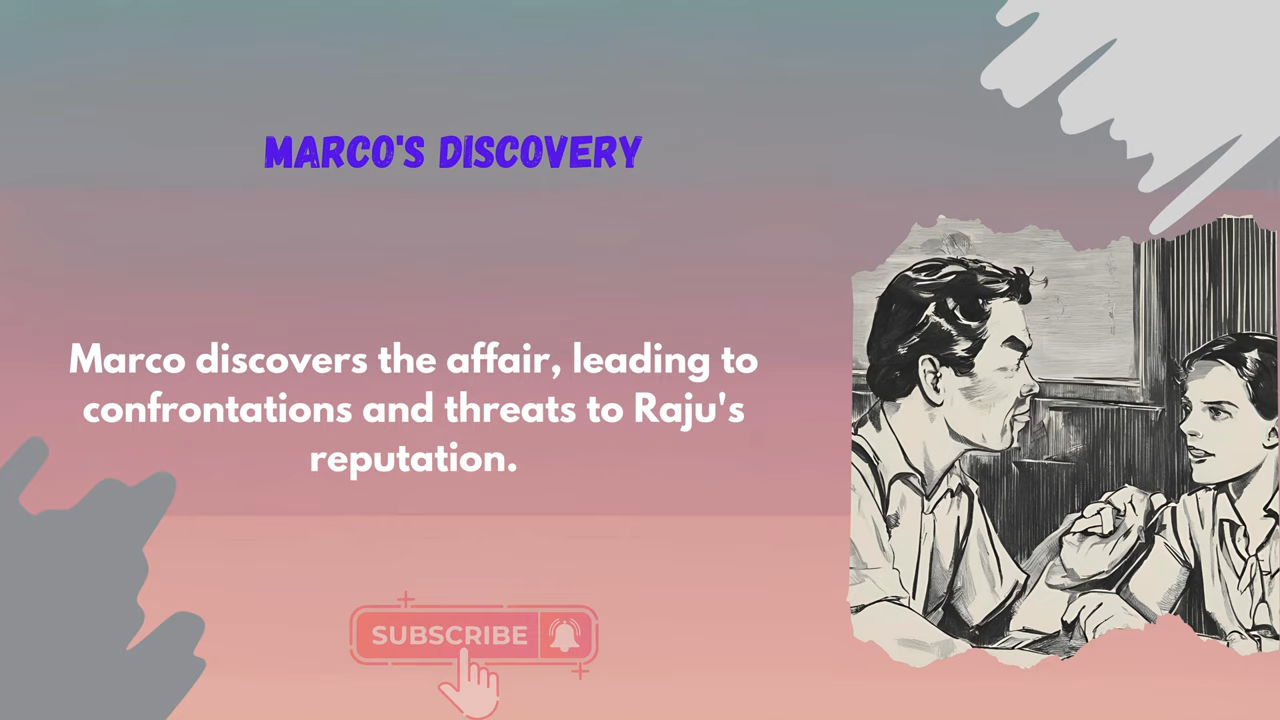 MARCO'S DISCOVERY
Marco discovers the affair, leading to
confrontations and threats to Raju's
reputation.
SUBSCRIBE